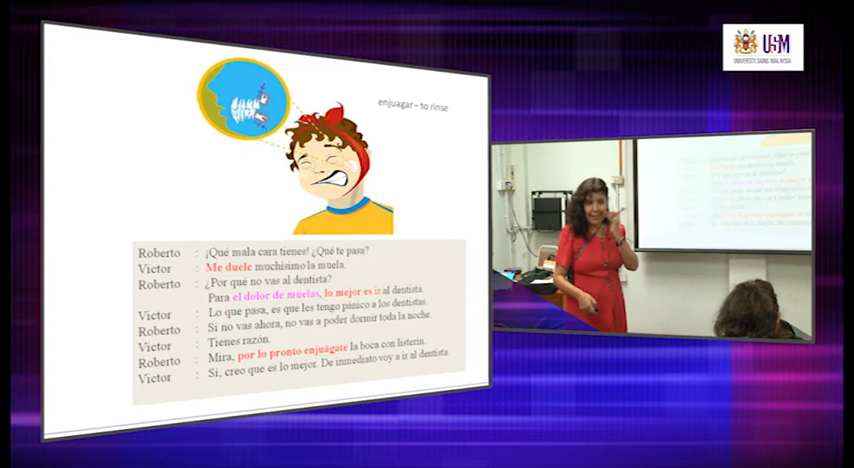 USM
UNIVERSITI SAINS MALAYSIA
enjuagar – to rinse
Roberto : ¡Qué mala cara tienes! ¿Qué te pasa?
Victor : Me duele muchísimo la muela.
Roberto : ¿Por qué no vas al dentista?
Para el dolor de muelas, lo mejor es ir al dentista.
Victor : Lo que pasa, es que les tengo pánico a los dentistas.
Roberto : Si no vas ahora, no vas a poder dormir toda la noche.
Victor : Tienes razón.
Roberto : Mira, por lo pronto enjuágate la boca con listerin.
Victor : Sí, creo que es lo mejor. De inmediato voy a ir al dentista.